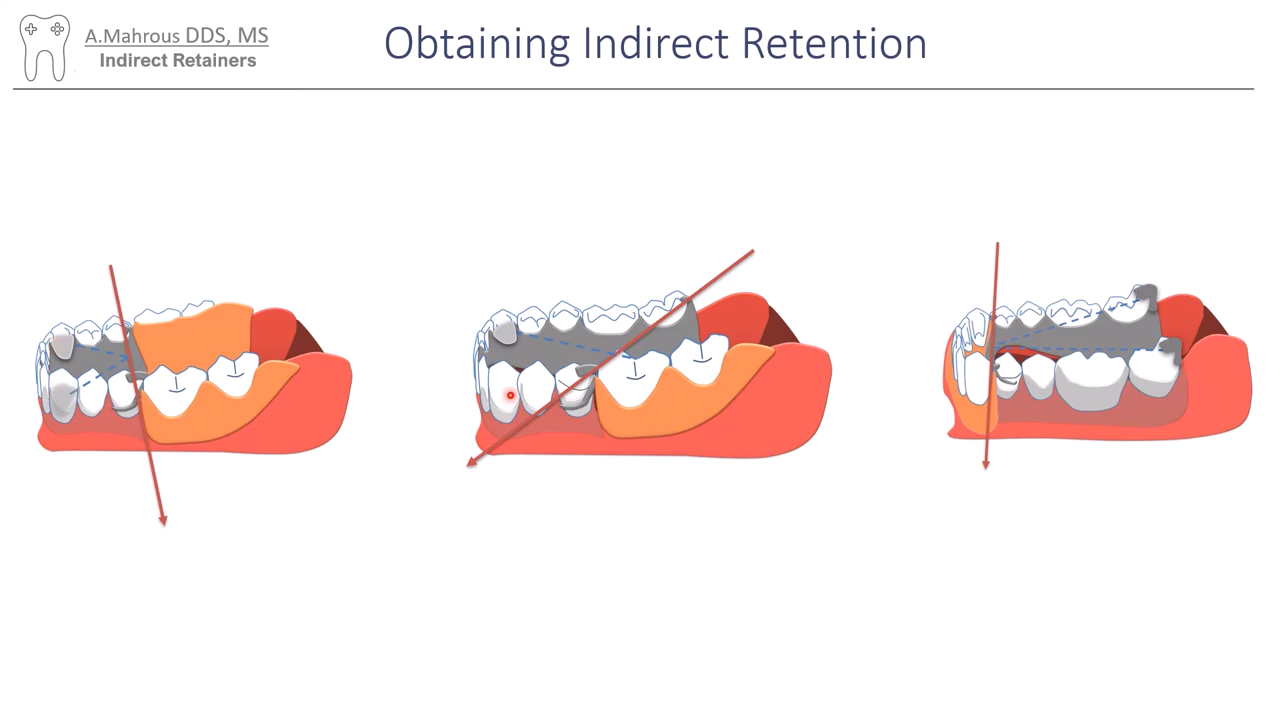 A.Mahrous DDS, MS
Indirect Retainers
Obtaining Indirect Retention